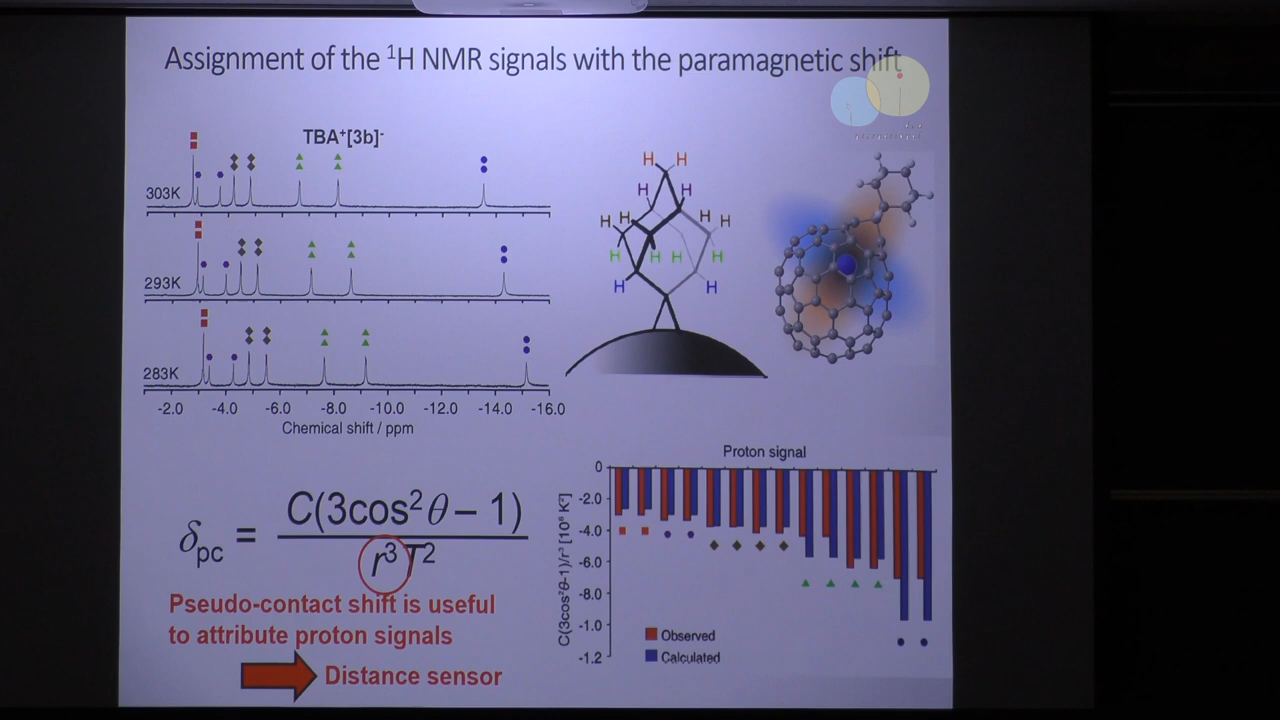 Assignment of the ¹H NMR signals with the paramagnetic shift
TBA⁺[3b]⁻
303K
293K
283K
-2.0 -4.0 -6.0 -8.0 -10.0 -12.0 -14.0 -16.0
Chemical shift / ppm
H H
H H
H H H H
H H H H
H H
δpc = C(3cos²θ – 1) / r³T²
Pseudo-contact shift is useful
to attribute proton signals
Distance sensor
Proton signal
0
-2.0
-4.0
-6.0
-8.0
-1.0
-1.2
C(3cos²θ-1)/r³ [10⁶ K²]
Observed
Calculated